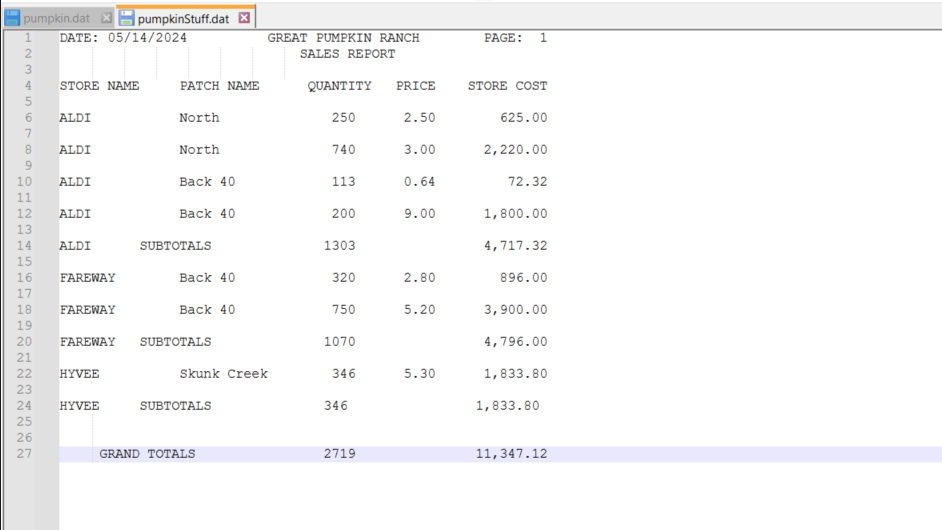 pumpkin.dat pumpkinStuff.dat
1 DATE: 05/14/2024 GREAT PUMPKIN RANCH PAGE: 1
2 SALES REPORT
3
4 STORE NAME PATCH NAME QUANTITY PRICE STORE COST
5
6 ALDI North 250 2.50 625.00
7
8 ALDI North 740 3.00 2,220.00
9
10 ALDI Back 40 113 0.64 72.32
11
12 ALDI Back 40 200 9.00 1,800.00
13
14 ALDI SUBTOTALS 1303 4,717.32
15
16 FAREWAY Back 40 320 2.80 896.00
17
18 FAREWAY Back 40 750 5.20 3,900.00
19
20 FAREWAY SUBTOTALS 1070 4,796.00
21
22 HYVEE Skunk Creek 346 5.30 1,833.80
23
24 HYVEE SUBTOTALS 346 1,833.80
25
26
27 GRAND TOTALS 2719 11,347.12